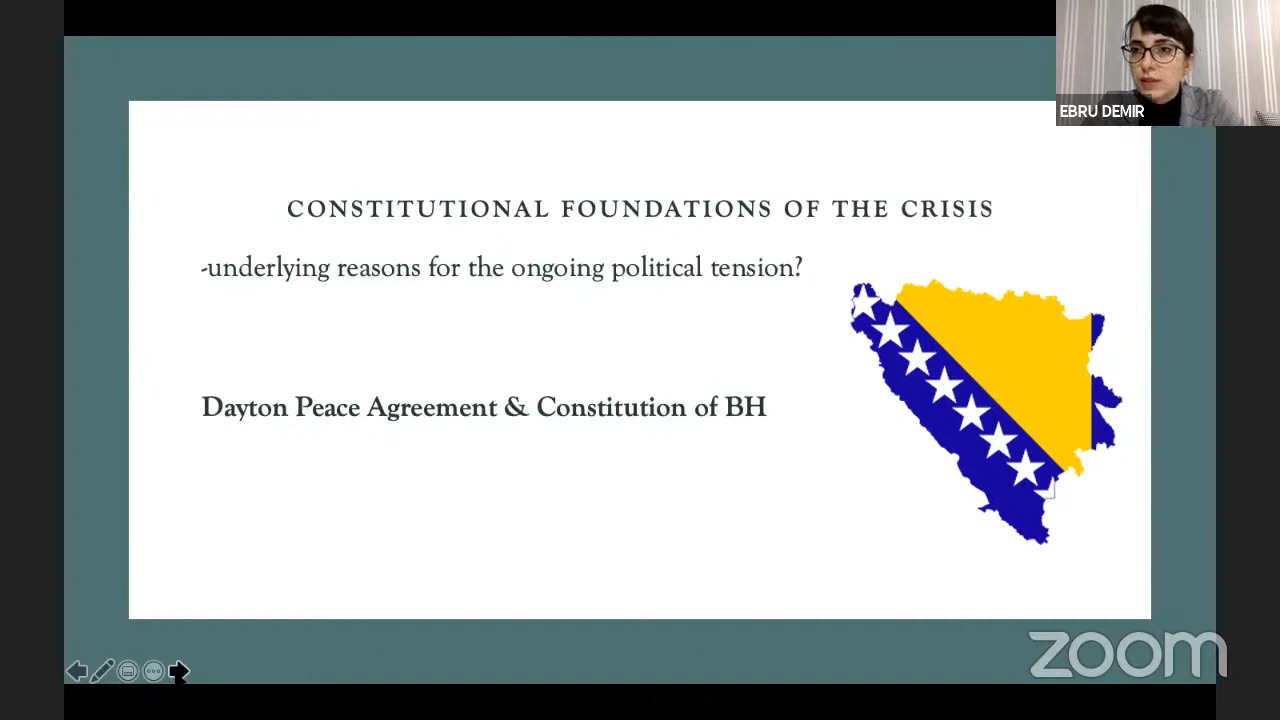 EBRU DEMIR
CONSTITUTIONAL FOUNDATIONS OF THE CRISIS
-underlying reasons for the ongoing political tension?
Dayton Peace Agreement & Constitution of BH
zoom